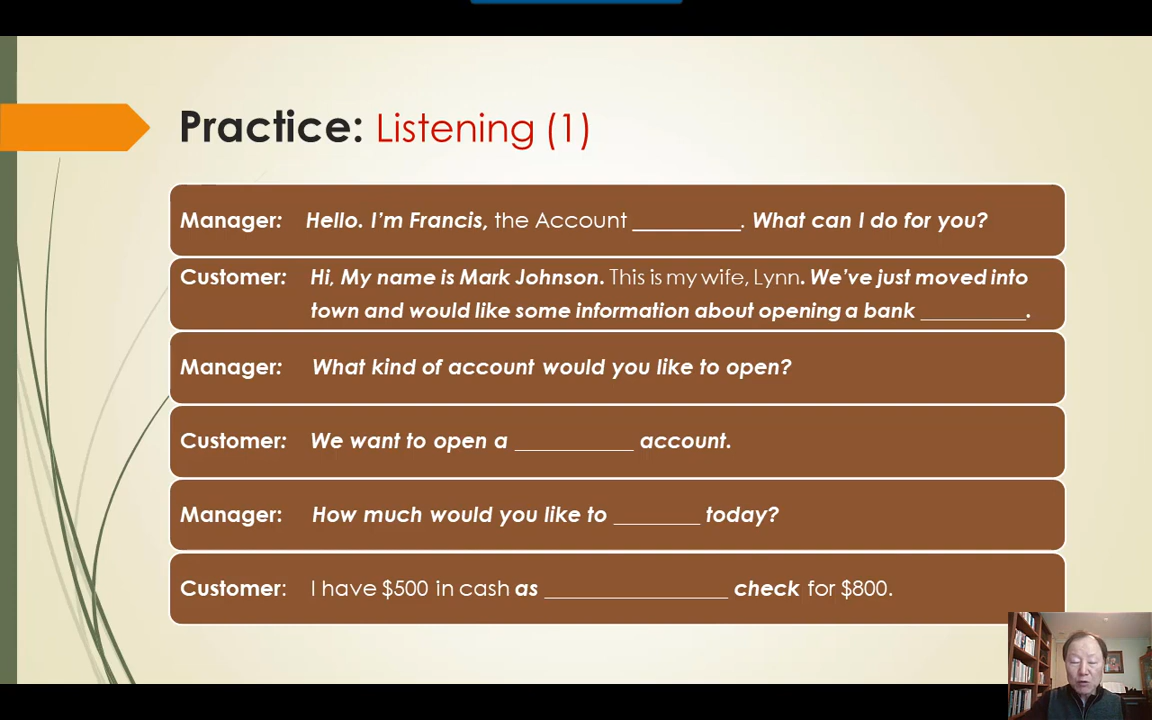 Practice: Listening (1)
Manager: Hello. I'm Francis, the Account __________. What can I do for you?
Customer: Hi, My name is Mark Johnson. This is my wife, Lynn. We've just moved into
town and would like some information about opening a bank __________.
Manager: What kind of account would you like to open?
Customer: We want to open a ___________ account.
Manager: How much would you like to ________ today?
Customer: I have $500 in cash as _________________ check for $800.